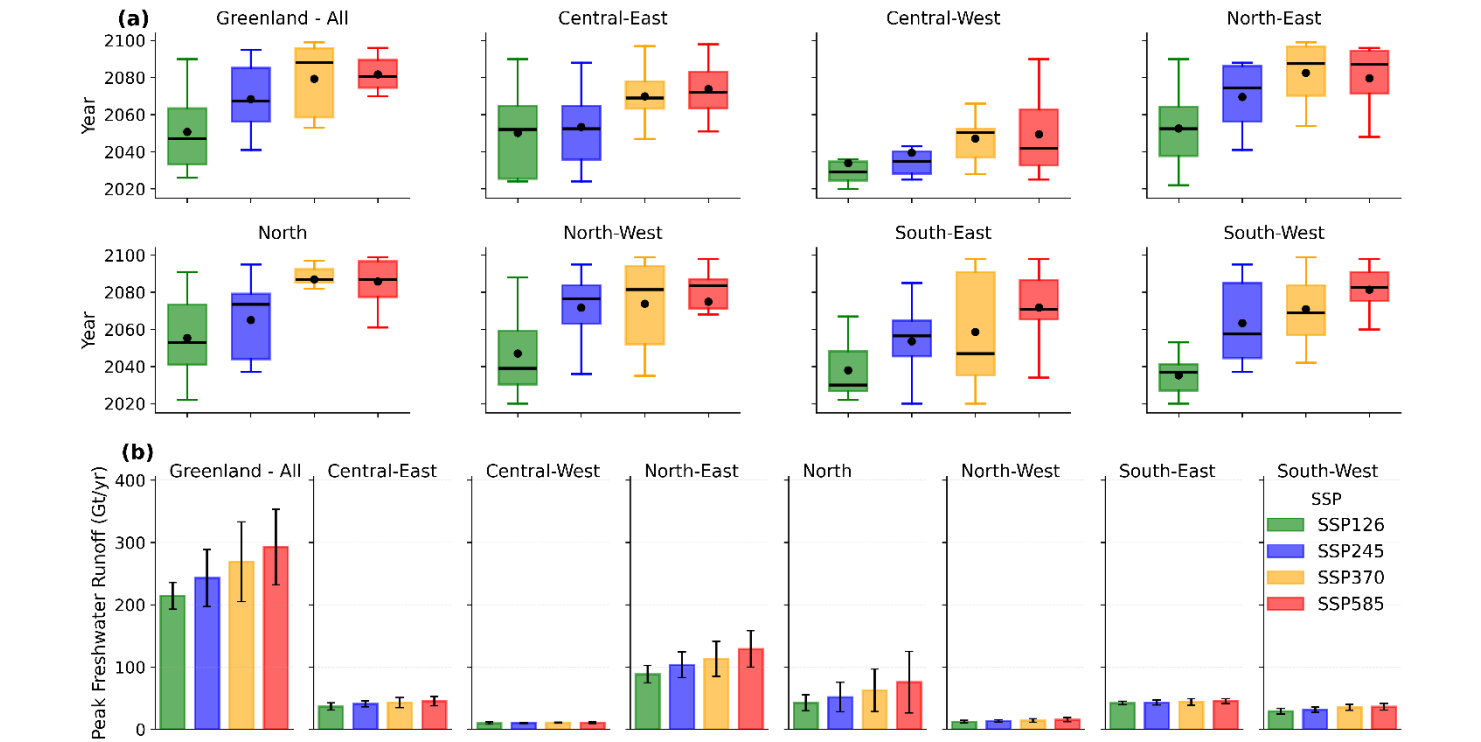 (a)
Greenland - All
Central-East
Central-West
North-East
Year
2100
2080
2060
2040
2020
North
North-West
South-East
South-West
Year
2100
2080
2060
2040
2020
(b)
Greenland - All
Central-East
Central-West
North-East
North
North-West
South-East
South-West
Peak Freshwater Runoff (Gt/yr)
400
300
200
100
0
SSP
SSP126
SSP245
SSP370
SSP585